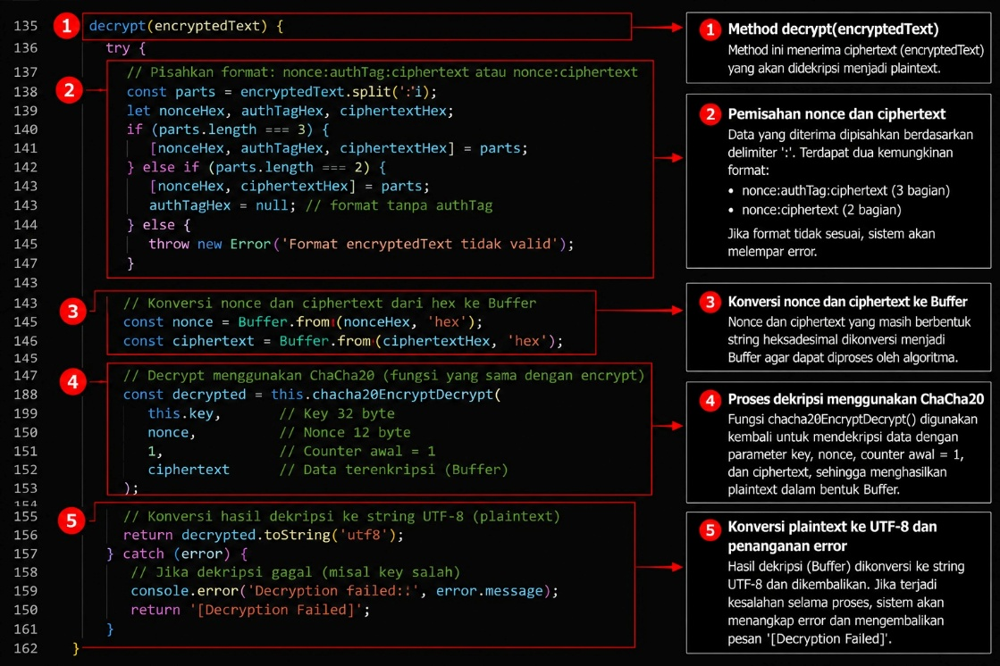 135 1 decrypt(encryptedText) {
136 try {
137 // Pisahkan format: nonce:authTag:ciphertext atau nonce:ciphertext
138 2 const parts = encryptedText.split(':'i);
139 let nonceHex, authTagHex, ciphertextHex;
140 if (parts.length === 3) {
141 [nonceHex, authTagHex, ciphertextHex] = parts;
142 } else if (parts.length === 2) {
143 [nonceHex, ciphertextHex] = parts;
143 authTagHex = null; // format tanpa authTag
144 } else {
145 throw new Error('Format encryptedText tidak valid');
147 }
143
143 // Konversi nonce dan ciphertext dari hex ke Buffer
145 3 const nonce = Buffer.from(nonceHex, 'hex');
146 const ciphertext = Buffer.from(ciphertextHex, 'hex');
145
147 4 // Decrypt menggunakan ChaCha20 (fungsi yang sama dengan encrypt)
188 const decrypted = this.chacha20EncryptDecrypt(
199 this.key, // Key 32 byte
150 nonce, // Nonce 12 byte
151 1, // Counter awal = 1
152 ciphertext // Data terenkripsi (Buffer)
153 );
154
155 5 // Konversi hasil dekripsi ke string UTF-8 (plaintext)
156 return decrypted.toString('utf8');
157 } catch (error) {
158 // Jika dekripsi gagal (misal key salah)
159 console.error('Decryption failed::', error.message);
150 return '[Decryption Failed]';
161 }
162 }
1 Method decrypt(encryptedText)
Method ini menerima ciphertext (encryptedText)
yang akan didekripsi menjadi plaintext.
2 Pemisahan nonce dan ciphertext
Data yang diterima dipisahkan berdasarkan
delimiter ':'. Terdapat dua kemungkinan
format:
• nonce:authTag:ciphertext (3 bagian)
• nonce:ciphertext (2 bagian)
Jika format tidak sesuai, sistem akan
melempar error.
3 Konversi nonce dan ciphertext ke Buffer
Nonce dan ciphertext yang masih berbentuk
string heksadesimal dikonversi menjadi
Buffer agar dapat diproses oleh algoritma.
4 Proses dekripsi menggunakan ChaCha20
Fungsi chacha20EncryptDecrypt() digunakan
kembali untuk mendekripsi data dengan
parameter key, nonce, counter awal = 1,
dan ciphertext, sehingga menghasilkan
plaintext dalam bentuk Buffer.
5 Konversi plaintext ke UTF-8 dan
penanganan error
Hasil dekripsi (Buffer) dikonversi ke string
UTF-8 dan dikembalikan. Jika terjadi
kesalahan selama proses, sistem akan
menangkap error dan mengembalikan
pesan '[Decryption Failed]'.